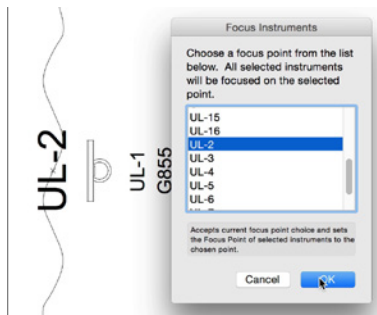 UL-2
UL-1
G855
Focus Instruments
Choose a focus point from the list
below. All selected instruments
will be focused on the selected
point.
UL-15
UL-16
UL-2
UL-3
UL-4
UL-5
UL-6
Accepts current focus point choice and sets
the Focus Point of selected instruments to the
chosen point.
Cancel
OK